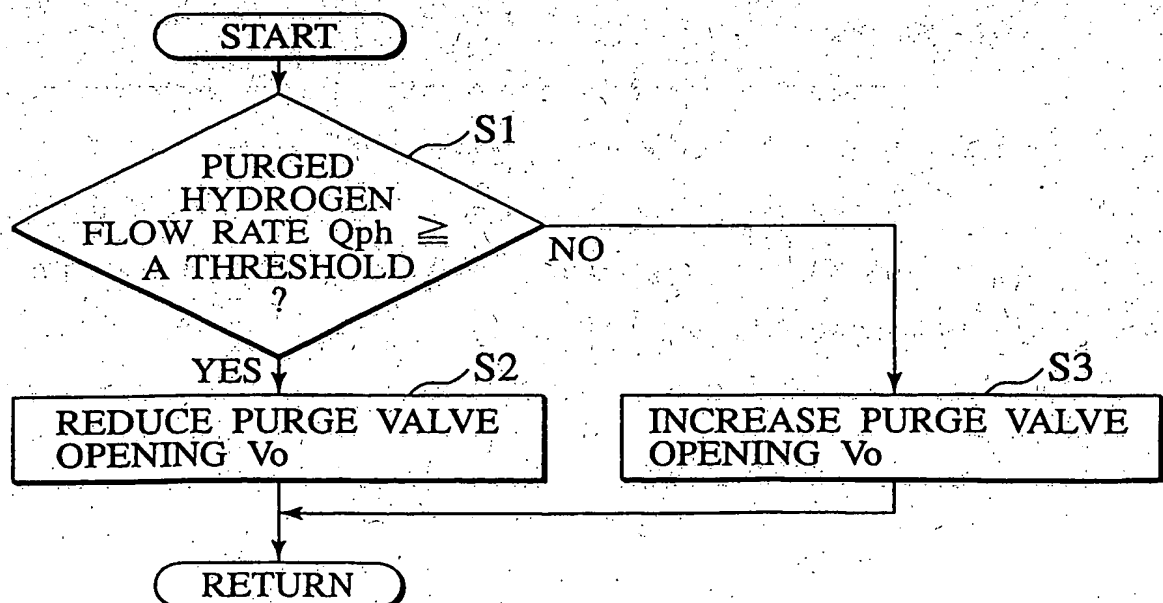 START
S1
PURGED
HYDROGEN
FLOW RATE Qph ≧
A THRESHOLD
?
NO
YES
S2
REDUCE PURGE VALVE
OPENING Vo
S3
INCREASE PURGE VALVE
OPENING Vo
RETURN